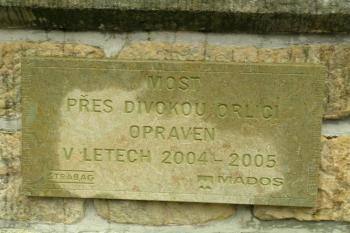 MOST
PŘES DIVOKOU ORLICI
OPRAVEN
V LETECH 2004-2005
STRABAG MADOS